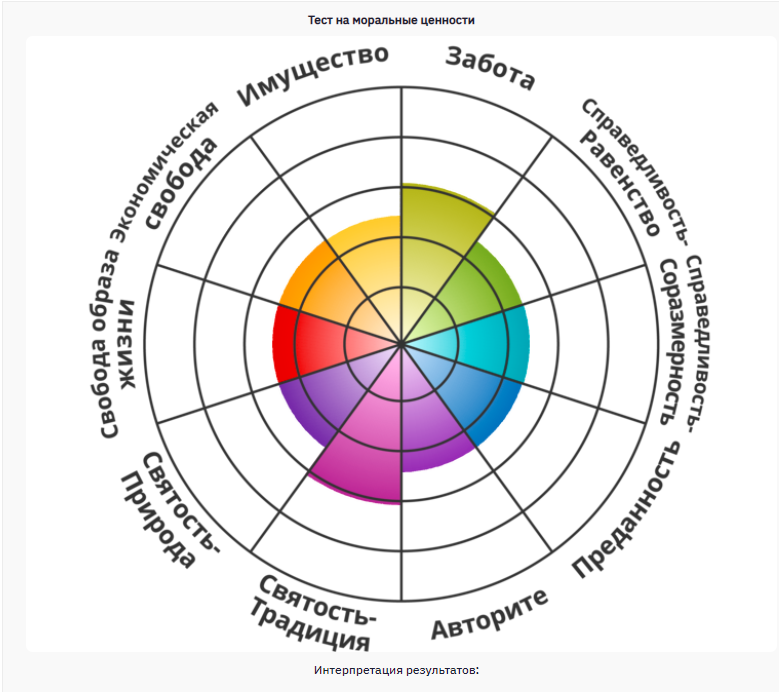 Тест на моральные ценности
Имущество
Забота
Справедливость-
Равенство
Справедливость-
Соразмерность
Преданность
Авторите
Святость-
Традиция
Святость-
Природа
Свобода образа
жизни
Экономическая
свобода
Интерпретация результатов: